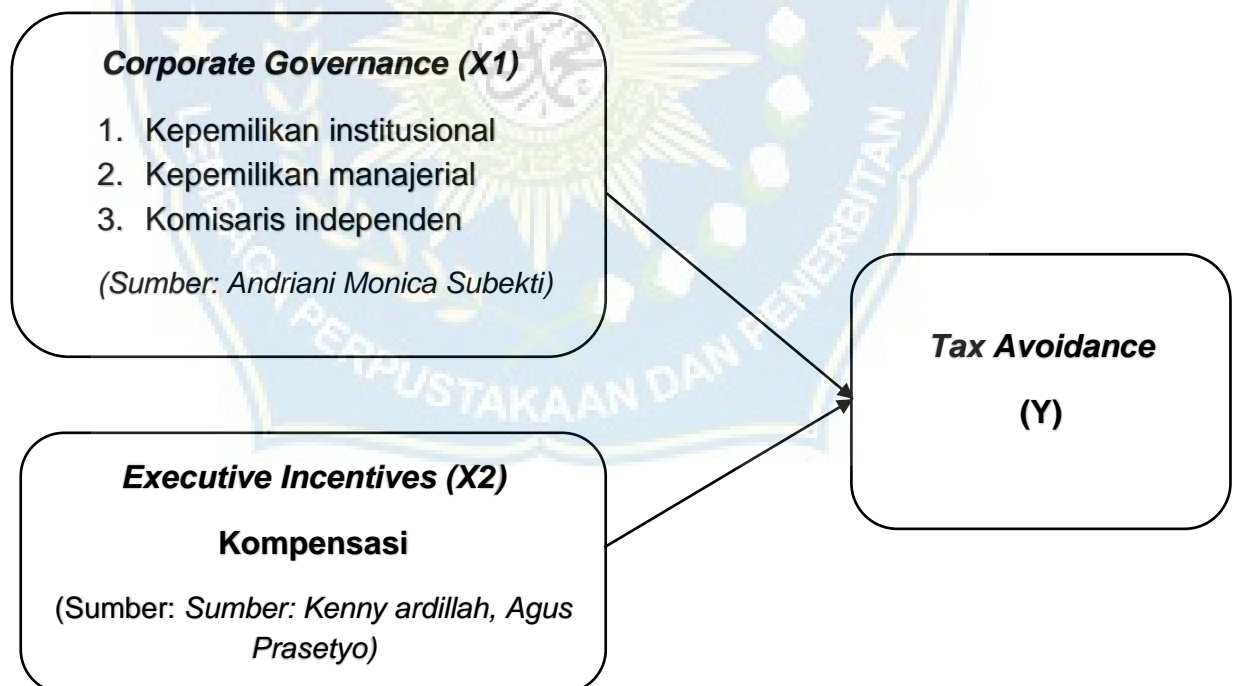 Corporate Governance (X1)
1. Kepemilikan institusional
2. Kepemilikan manajerial
3. Komisaris independen
(Sumber: Andriani Monica Subekti)
Tax Avoidance
(Y)
Executive Incentives (X2)
Kompensasi
(Sumber: Sumber: Kenny ardillah, Agus
Prasetyo)
LEMBAGA PERPUSTAKAAN DAN PENERBITAN